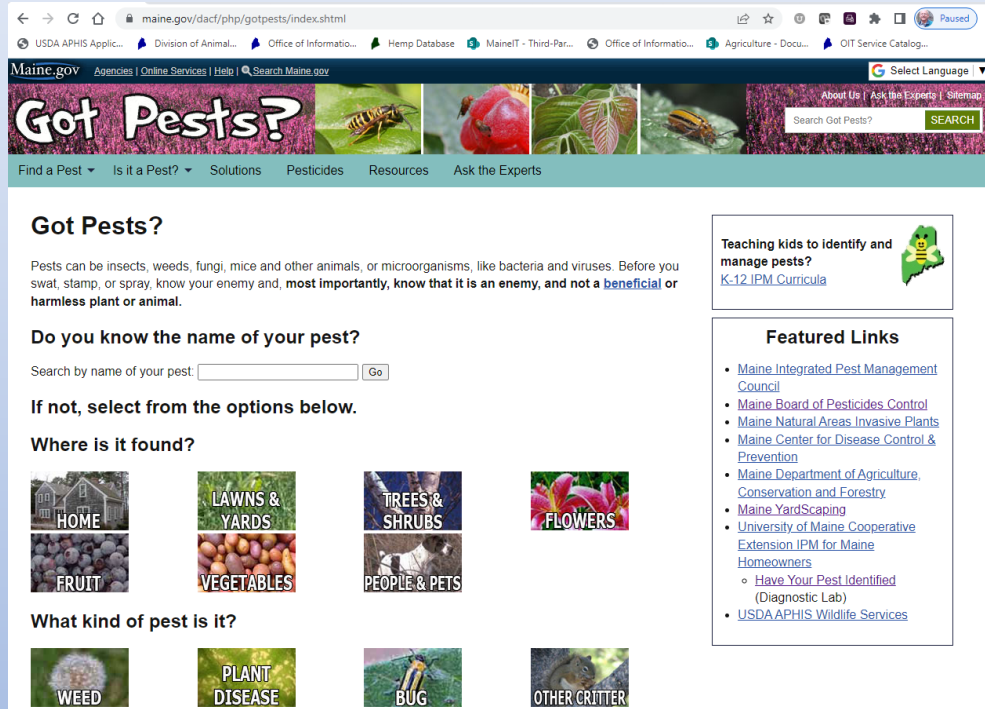 maine.gov/dacf/php/gotpests/index.shtml
Paused
USDA APHIS Applic...
Division of Animal...
Office of Informatio...
Hemp Database
MaineIT - Third-Par...
Office of Informatio...
Agriculture - Docu...
OIT Service Catalog...
Maine.gov
Agencies | Online Services | Help | Search Maine.gov
Select Language
Got Pests?
About Us | Ask the Experts | Sitemap
Search Got Pests?
SEARCH
Find a Pest
Is it a Pest?
Solutions
Pesticides
Resources
Ask the Experts
Got Pests?
Pests can be insects, weeds, fungi, mice and other animals, or microorganisms, like bacteria and viruses. Before you
swat, stamp, or spray, know your enemy and, most importantly, know that it is an enemy, and not a beneficial or
harmless plant or animal.
Do you know the name of your pest?
Search by name of your pest:
Go
If not, select from the options below.
Where is it found?
HOME
LAWNS &
YARDS
TREES &
SHRUBS
FLOWERS
FRUIT
VEGETABLES
PEOPLE & PETS
What kind of pest is it?
WEED
PLANT
DISEASE
BUG
OTHER CRITTER
Teaching kids to identify and
manage pests?
K-12 IPM Curricula
Featured Links
Maine Integrated Pest Management
Council
Maine Board of Pesticides Control
Maine Natural Areas Invasive Plants
Maine Center for Disease Control &
Prevention
Maine Department of Agriculture,
Conservation and Forestry
Maine YardScaping
University of Maine Cooperative
Extension IPM for Maine
Homeowners
Have Your Pest Identified
(Diagnostic Lab)
USDA APHIS Wildlife Services